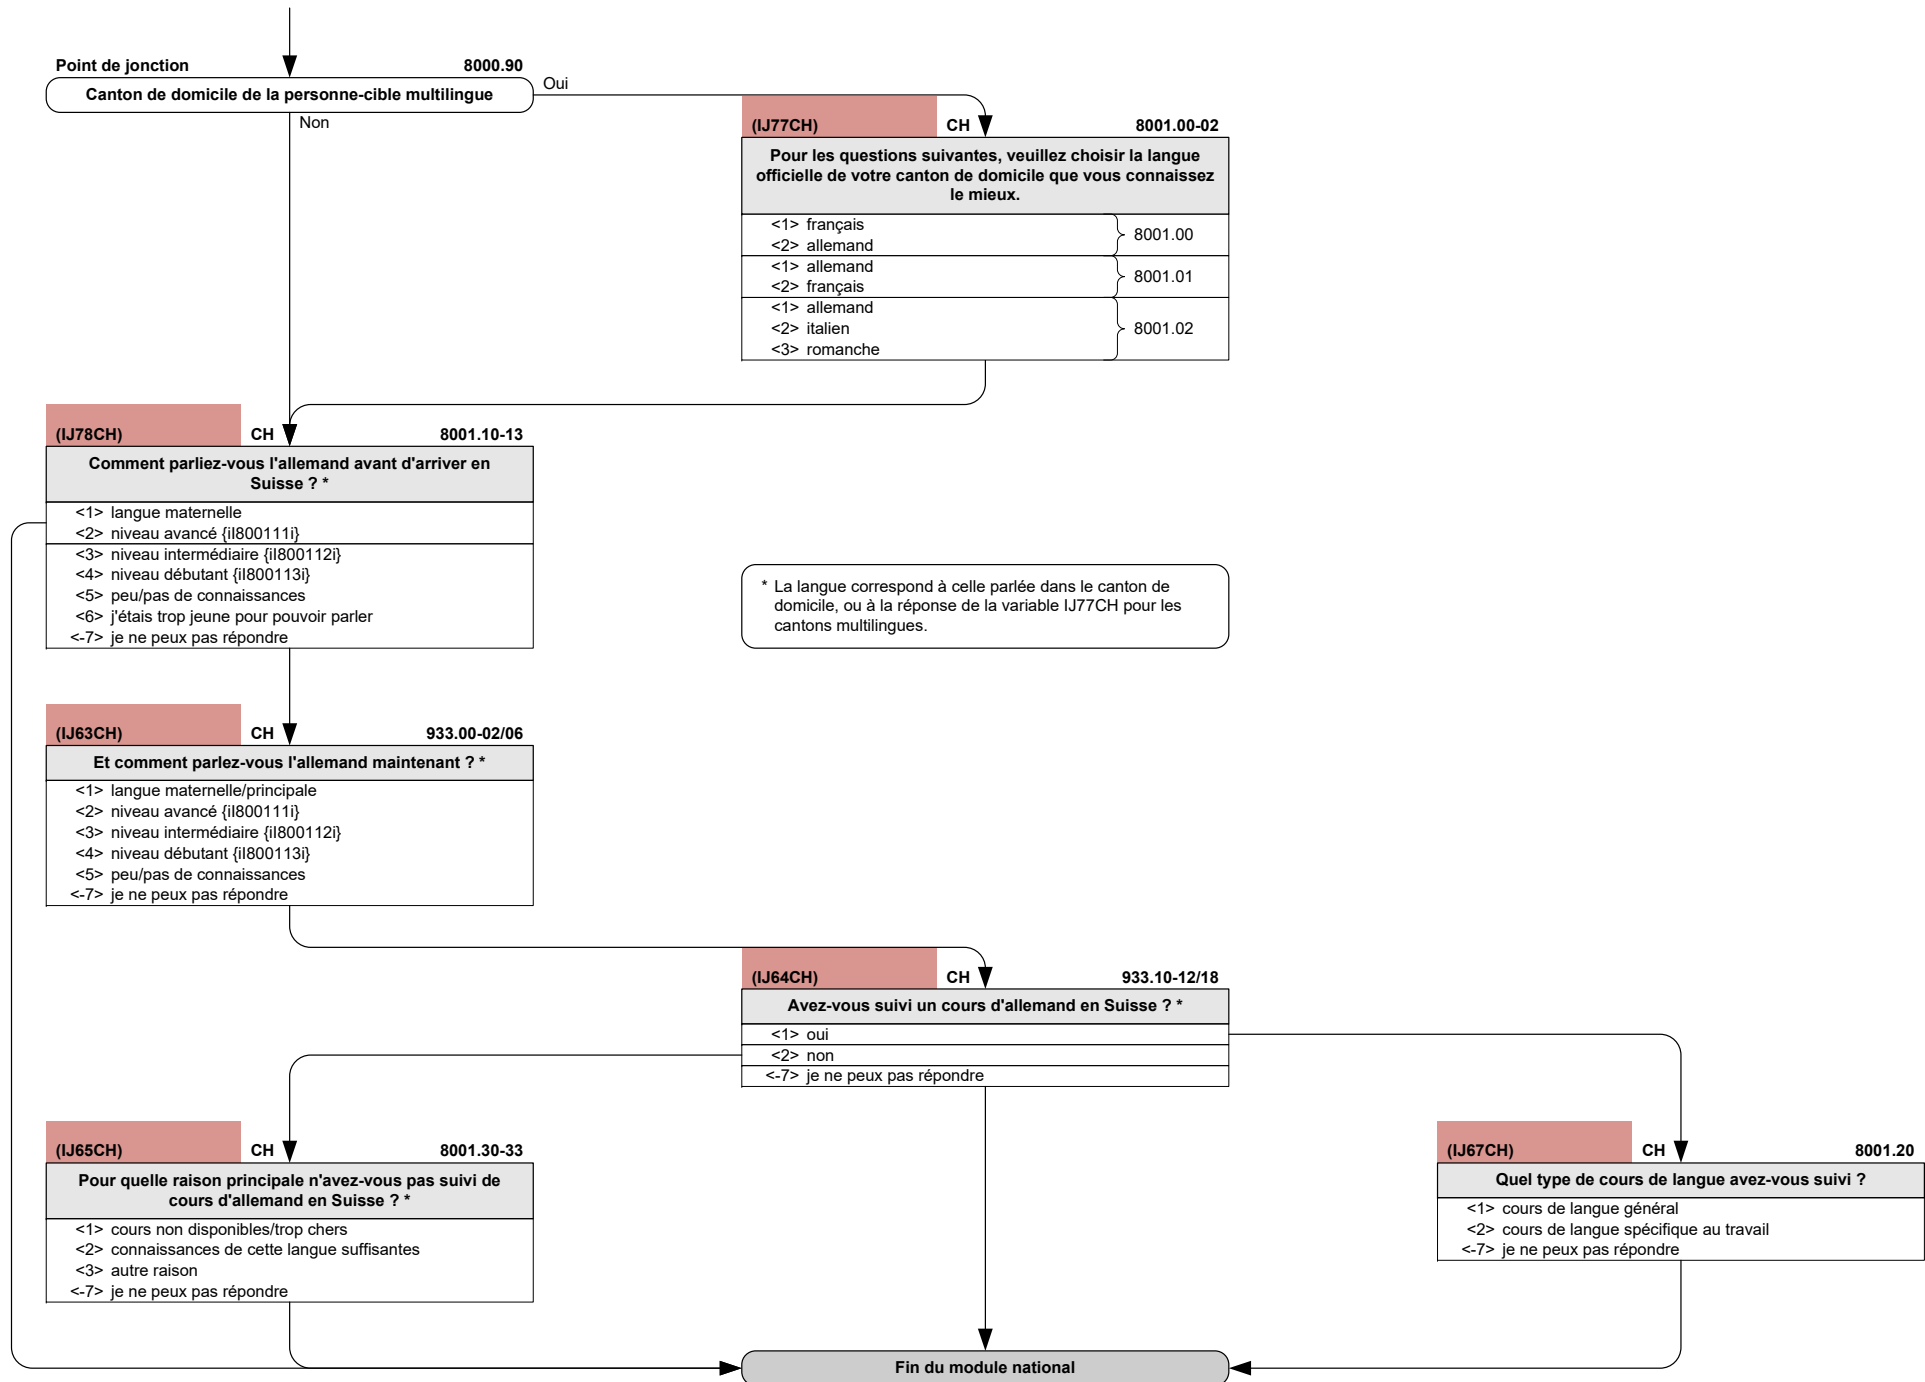 Point de jonction 8000.90
Canton de domicile de la personne-cible multilingue
Oui
Non
(IJ77CH) CH 8001.00-02
Pour les questions suivantes, veuillez choisir la langue
officielle de votre canton de domicile que vous connaissez
le mieux.
<1> français
<2> allemand
8001.00
<1> allemand
<2> français
8001.01
<1> allemand
<2> italien
<3> romanche
8001.02
(IJ78CH) CH 8001.10-13
Comment parliez-vous l'allemand avant d'arriver en
Suisse ? *
<1> langue maternelle
<2> niveau avancé {iI800111i}
<3> niveau intermédiaire {iI800112i}
<4> niveau débutant {iI800113i}
<5> peu/pas de connaissances
<6> j'étais trop jeune pour pouvoir parler
<-7> je ne peux pas répondre
* La langue correspond à celle parlée dans le canton de
domicile, ou à la réponse de la variable IJ77CH pour les
cantons multilingues.
(IJ63CH) CH 933.00-02/06
Et comment parlez-vous l'allemand maintenant ? *
<1> langue maternelle/principale
<2> niveau avancé {iI800111i}
<3> niveau intermédiaire {iI800112i}
<4> niveau débutant {iI800113i}
<5> peu/pas de connaissances
<-7> je ne peux pas répondre
(IJ64CH) CH 933.10-12/18
Avez-vous suivi un cours d'allemand en Suisse ? *
<1> oui
<2> non
<-7> je ne peux pas répondre
(IJ65CH) CH 8001.30-33
Pour quelle raison principale n'avez-vous pas suivi de
cours d'allemand en Suisse ? *
<1> cours non disponibles/trop chers
<2> connaissances de cette langue suffisantes
<3> autre raison
<-7> je ne peux pas répondre
(IJ67CH) CH 8001.20
Quel type de cours de langue avez-vous suivi ?
<1> cours de langue général
<2> cours de langue spécifique au travail
<-7> je ne peux pas répondre
Fin du module national